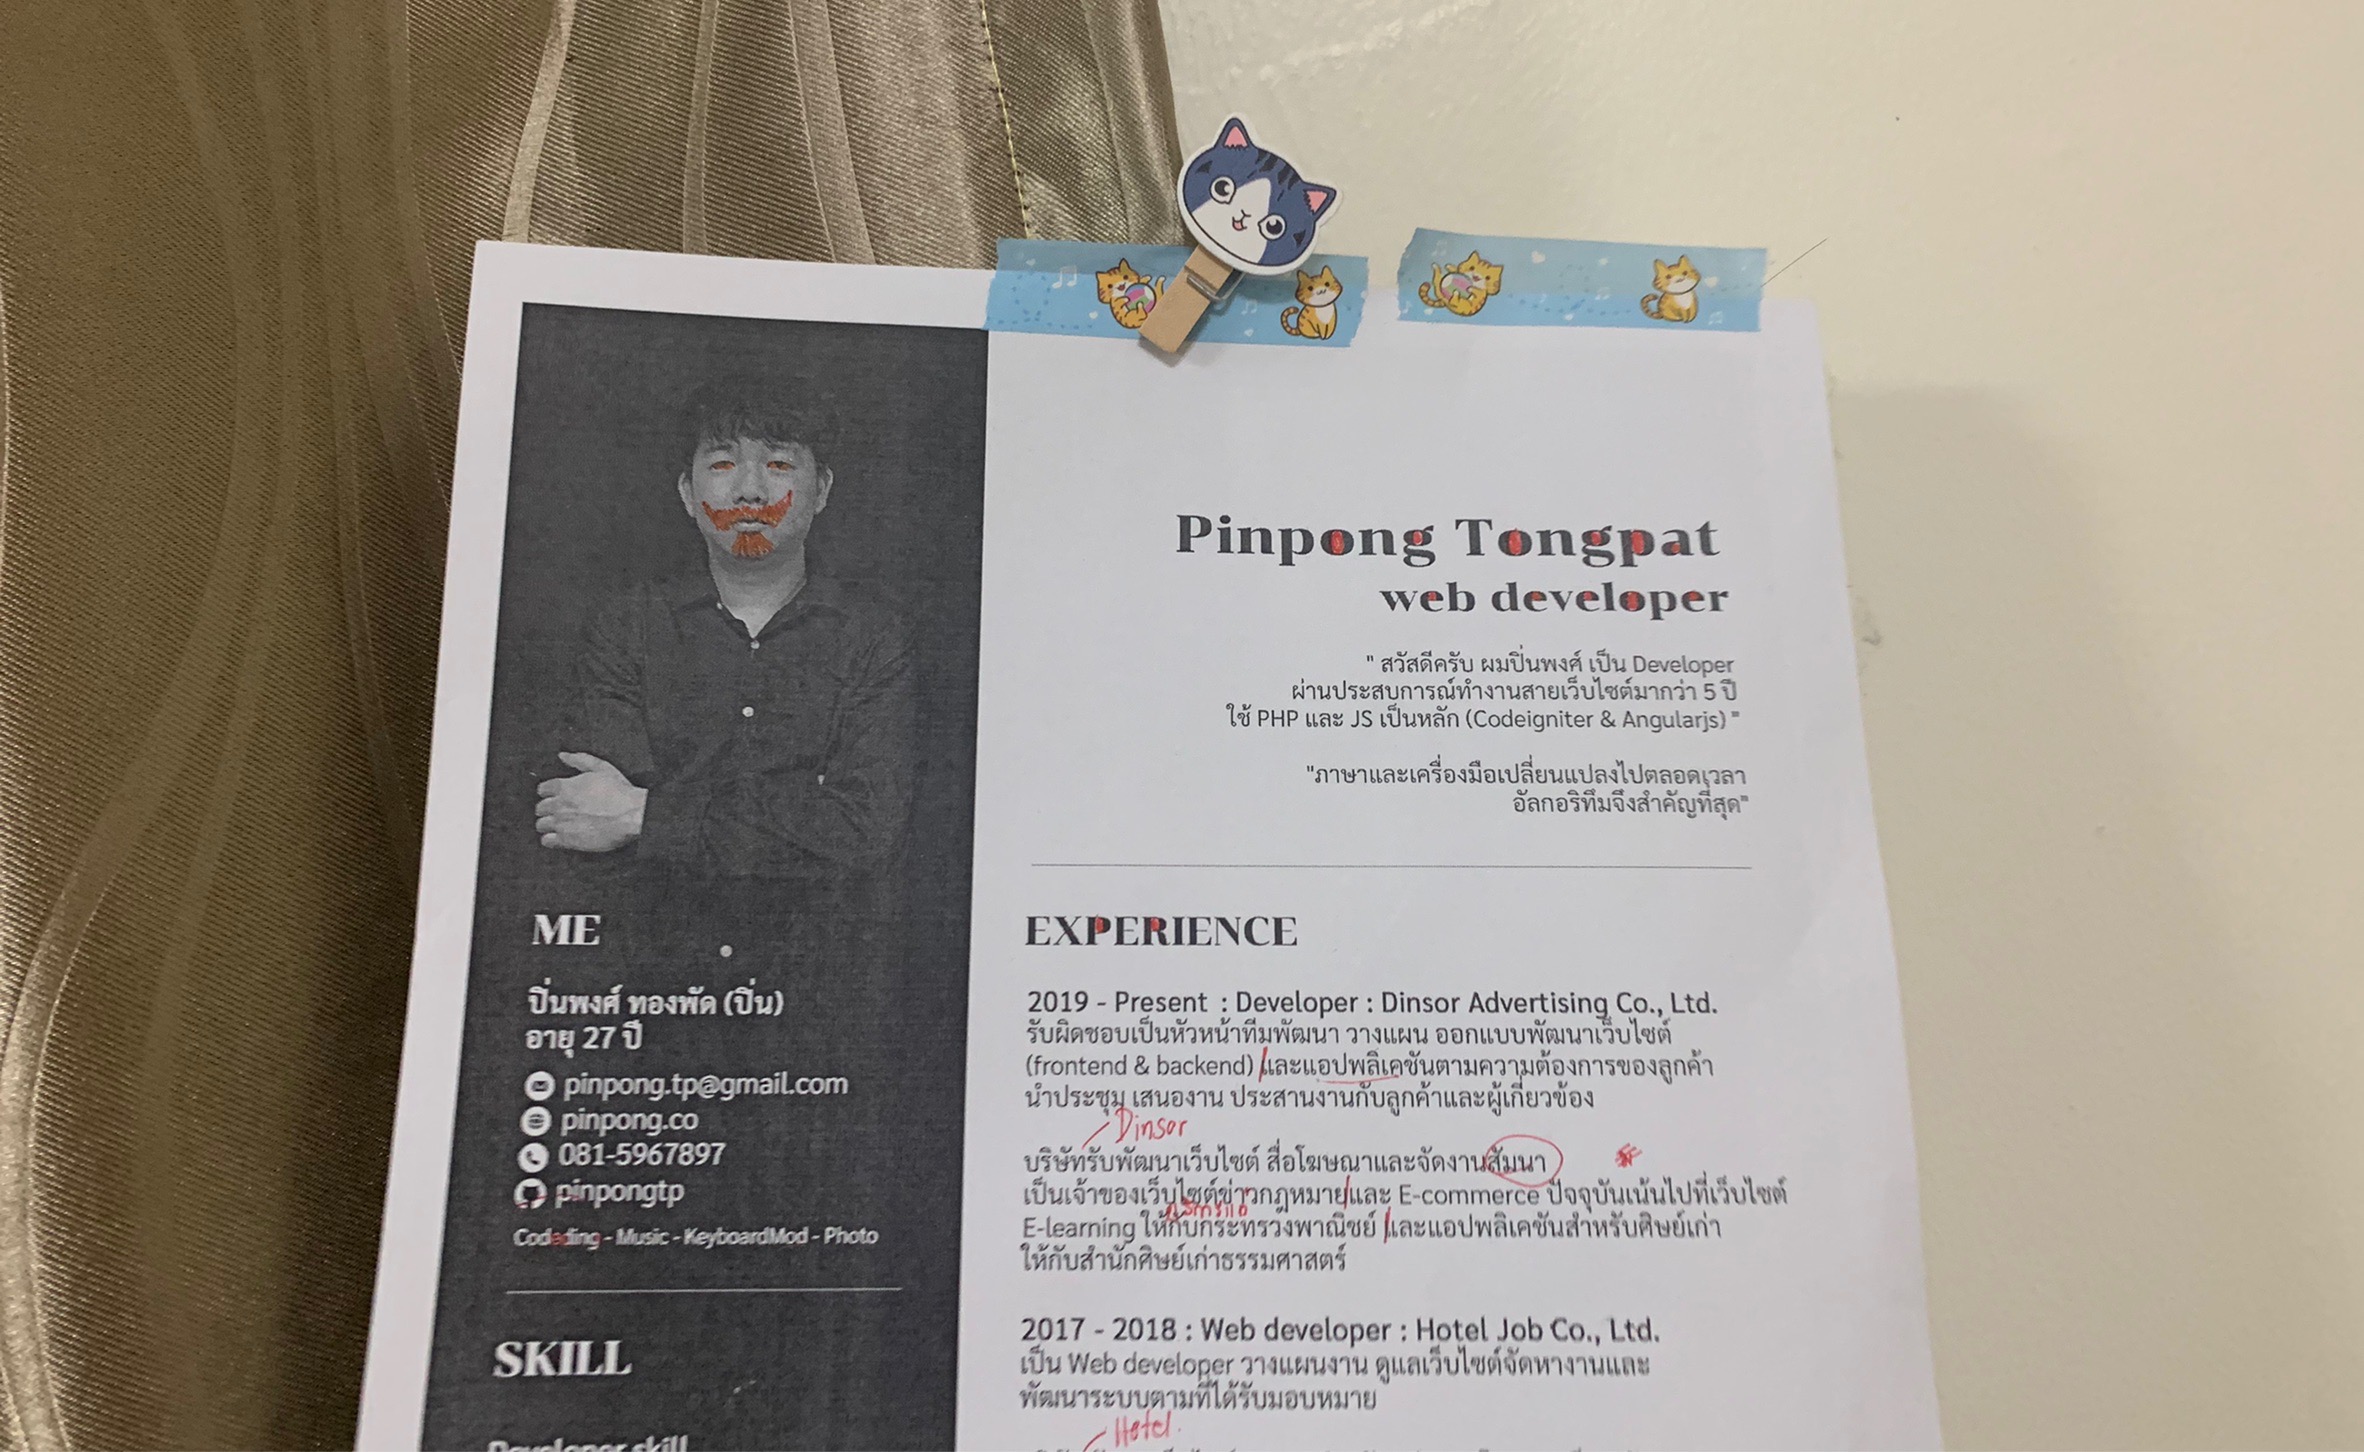 Pinpong Tongpat
web developer
" สวัสดีครับ ผมปิ่นพงศ์ เป็น Developer
ผ่านประสบการณ์ทำงานสายเว็บไซต์มากว่า 5 ปี
ใช้ PHP และ JS เป็นหลัก (Codeigniter & Angularjs) "
"ภาษาและเครื่องมือเปลี่ยนแปลงไปตลอดเวลา
อัลกอริทึมจึงสำคัญที่สุด"
ME
ปิ่นพงศ์ ทองพัด (ปิ่น)
อายุ 27 ปี
pinpong.tp@gmail.com
pinpong.co
081-5967897
pinpongtp
Codading - Music - KeyboardMod - Photo
SKILL
Developer skill
EXPERIENCE
2019 - Present : Developer : Dinsor Advertising Co., Ltd.
รับผิดชอบเป็นหัวหน้าทีมพัฒนา วางแผน ออกแบบพัฒนาเว็บไซต์
(frontend & backend) และแอปพลิเคชันตามความต้องการของลูกค้า
นำประชุม เสนองาน ประสานงานกับลูกค้าและผู้เกี่ยวข้อง
Dinsor
บริษัทรับพัฒนาเว็บไซต์ สื่อโฆษณาและจัดงานสัมนา
เป็นเจ้าของเว็บไซต์ข่าวกฎหมายและ E-commerce ปัจจุบันเน้นไปที่เว็บไซต์
E-learning ให้กับกระทรวงพาณิชย์ และแอปพลิเคชันสำหรับศิษย์เก่า
ให้กับสำนักศิษย์เก่าธรรมศาสตร์
2017 - 2018 : Web developer : Hotel Job Co., Ltd.
เป็น Web developer วางแผนงาน ดูแลเว็บไซต์จัดหางานและ
พัฒนาระบบตามที่ได้รับมอบหมาย
Hotel